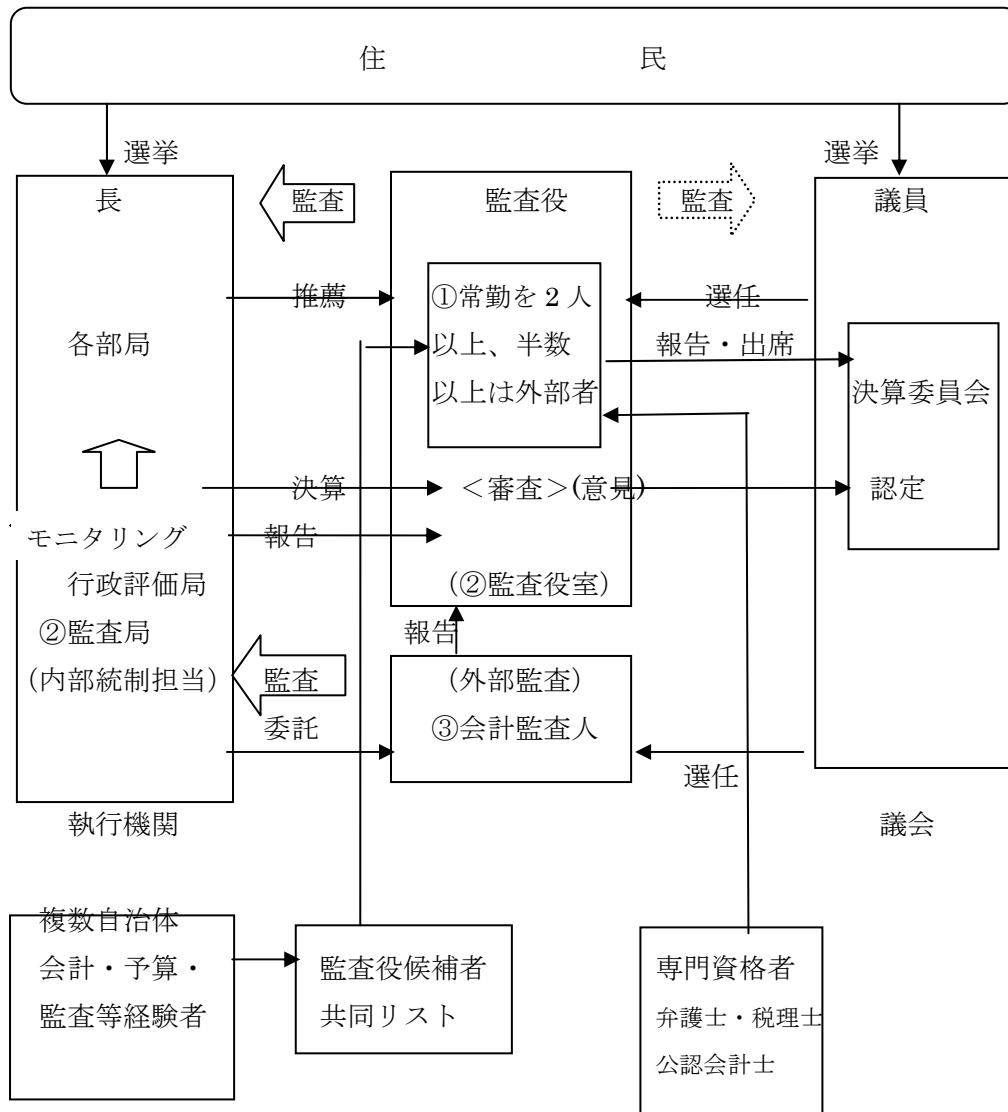 住　　　　　民
選挙
選挙
長
監査
監査役
監査
議員
推薦
①常勤を 2 人
以上、半数
以上は外部者
選任
各部局
報告・出席
決算委員会
決算
＜審査＞(意見)
認定
モニタリング
報告
行政評価局
(②監査役室)
②監査局
報告
(内部統制担当)
監査
(外部監査)
委託
③会計監査人
選任
執行機関
議会
複数自治体
会計・予算・
監査等経験者
監査役候補者
共同リスト
専門資格者
弁護士・税理士
公認会計士